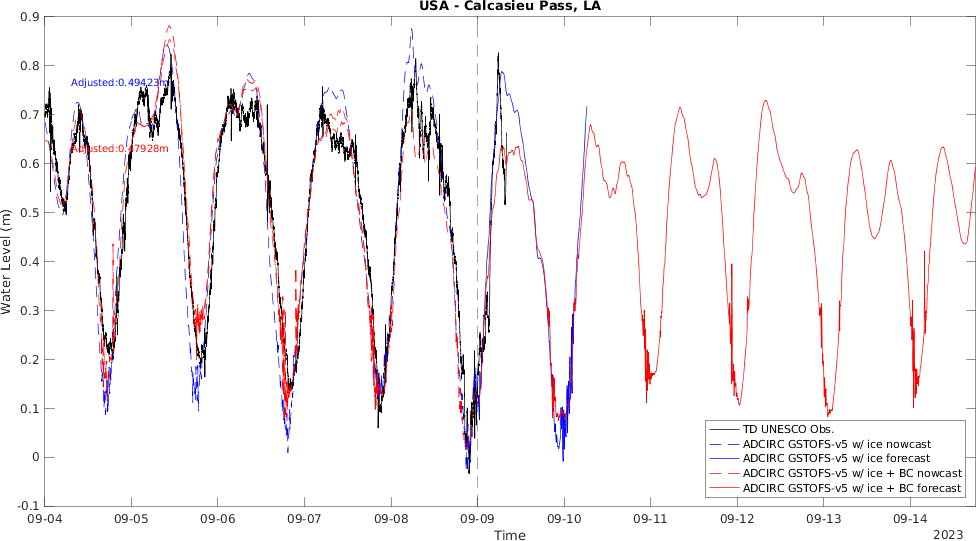 USA - Calcasieu Pass, LA
0.9
0.8
0.7
0.6
0.5
0.4
0.3
0.2
0.1
0
-0.1
Water Level (m)
Adjusted:0.49423m
Adjusted:0.47928m
TD UNESCO Obs.
ADCIRC GSTOFS-v5 w/ ice nowcast
ADCIRC GSTOFS-v5 w/ ice forecast
ADCIRC GSTOFS-v5 w/ ice + BC nowcast
ADCIRC GSTOFS-v5 w/ ice + BC forecast
09-04 09-05 09-06 09-07 09-08 09-09 09-10 09-11 09-12 09-13 09-14
Time
2023